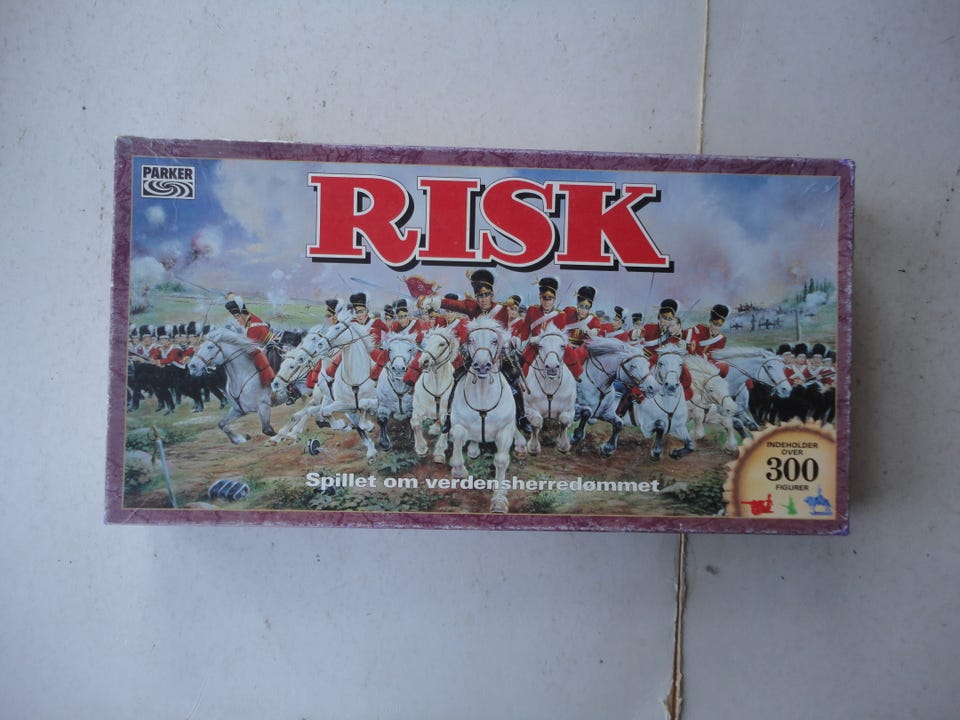 PARKER
RISK
Spillet om verdensherredømmet
INDEHOLDER
OVER
300
FIGURER